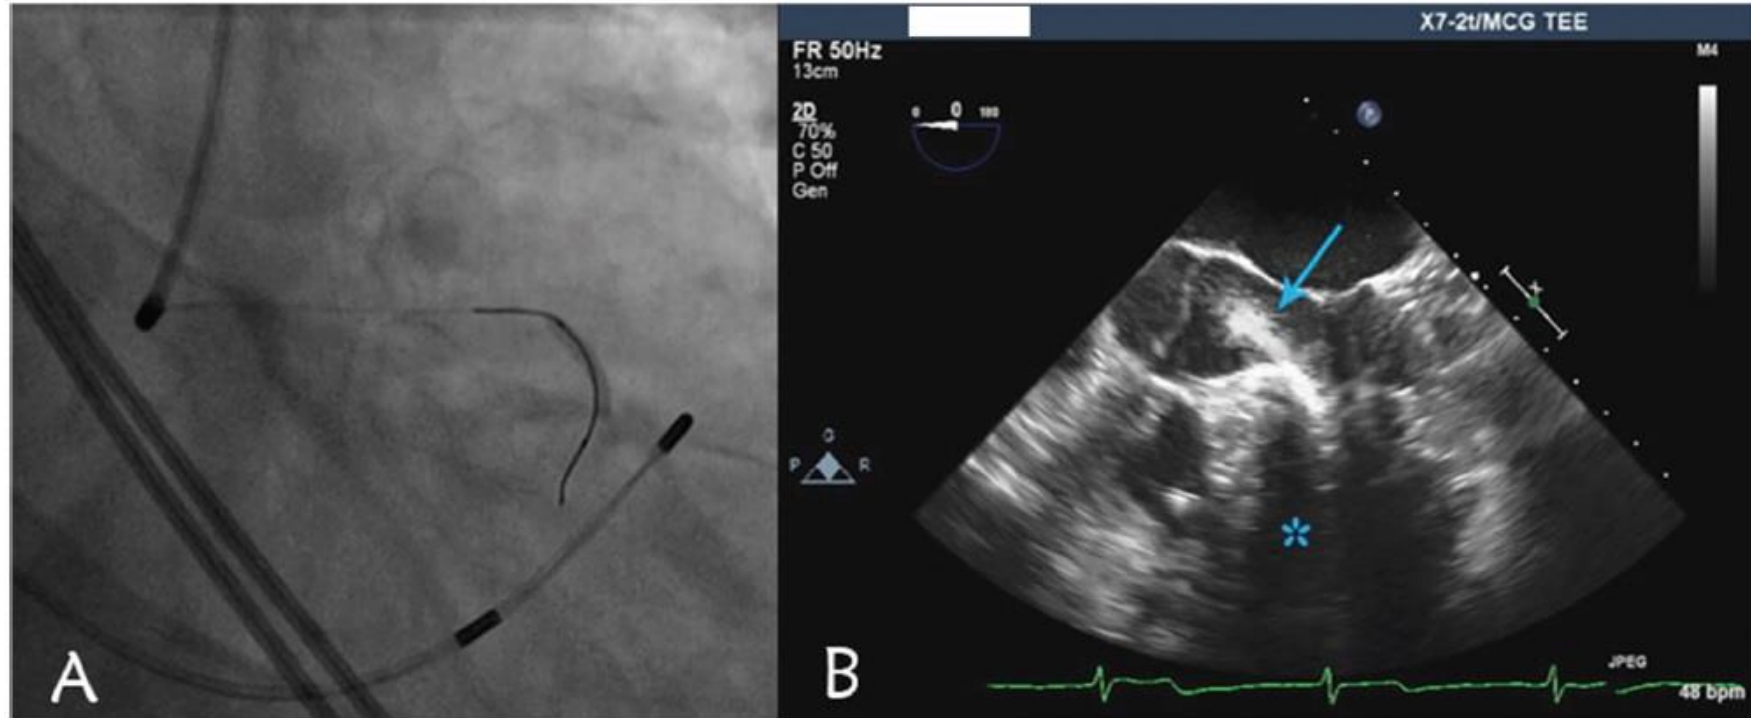 A
X7-2t/MCG TEE
FR 50Hz
13cm
M4
2D
70%
C 50
P Off
Gen
0 0 180
G
P R
B
JPEG
48 bpm